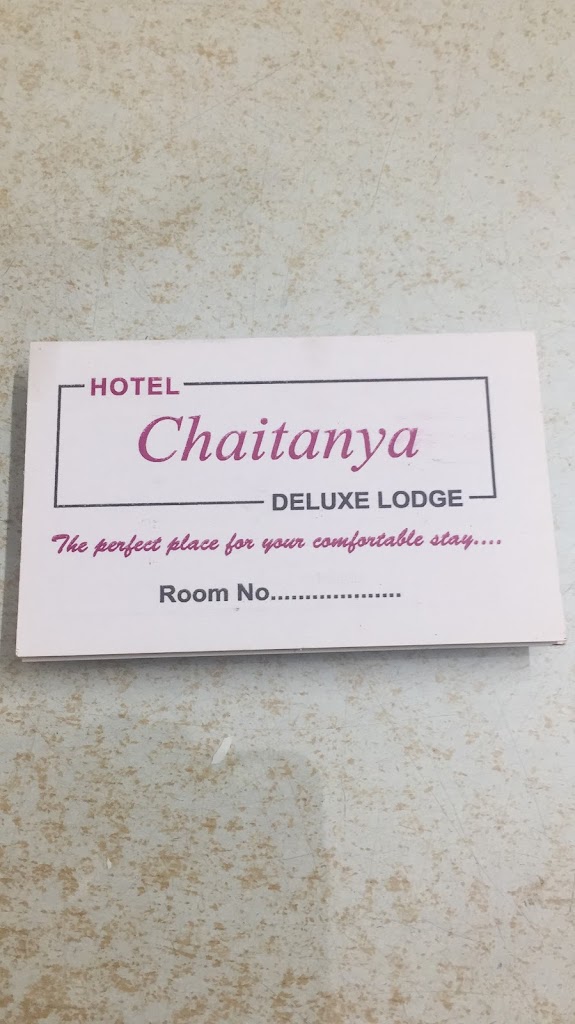 HOTEL
Chaitanya
DELUXE LODGE
The perfect place for your comfortable stay....
Room No...................